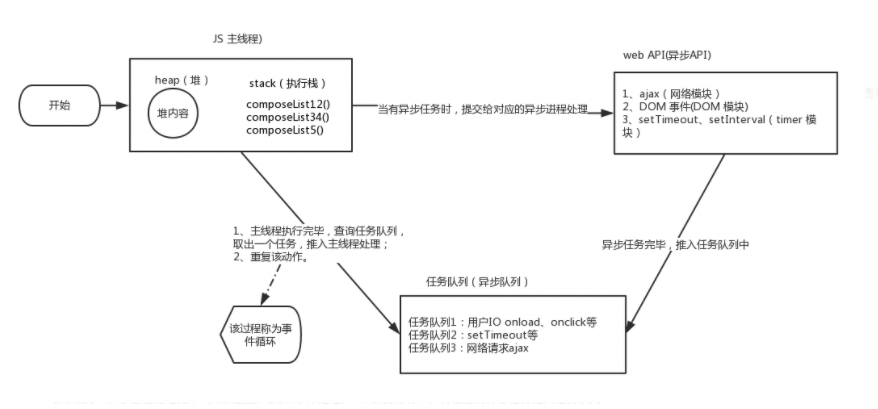 JS 主线程)
web API(异步API)
heap（堆）
stack（执行栈）
开始
堆内容
composeList12()
composeList34()
composeList5()
当有异步任务时，提交给对应的异步进程处理
1、ajax（网络模块）
2、DOM 事件(DOM 模块)
3、setTimeout、setInterval（timer 模
块）
1、主线程执行完毕，查询任务队列，
取出一个任务，推入主线程处理；
2、重复该动作。
异步任务完毕，推入任务队列中
任务队列（异步队列）
该过程称为事
件循环
任务队列1：用户IO onload、onclick等
任务队列2：setTimeout等
任务队列3：网络请求ajax